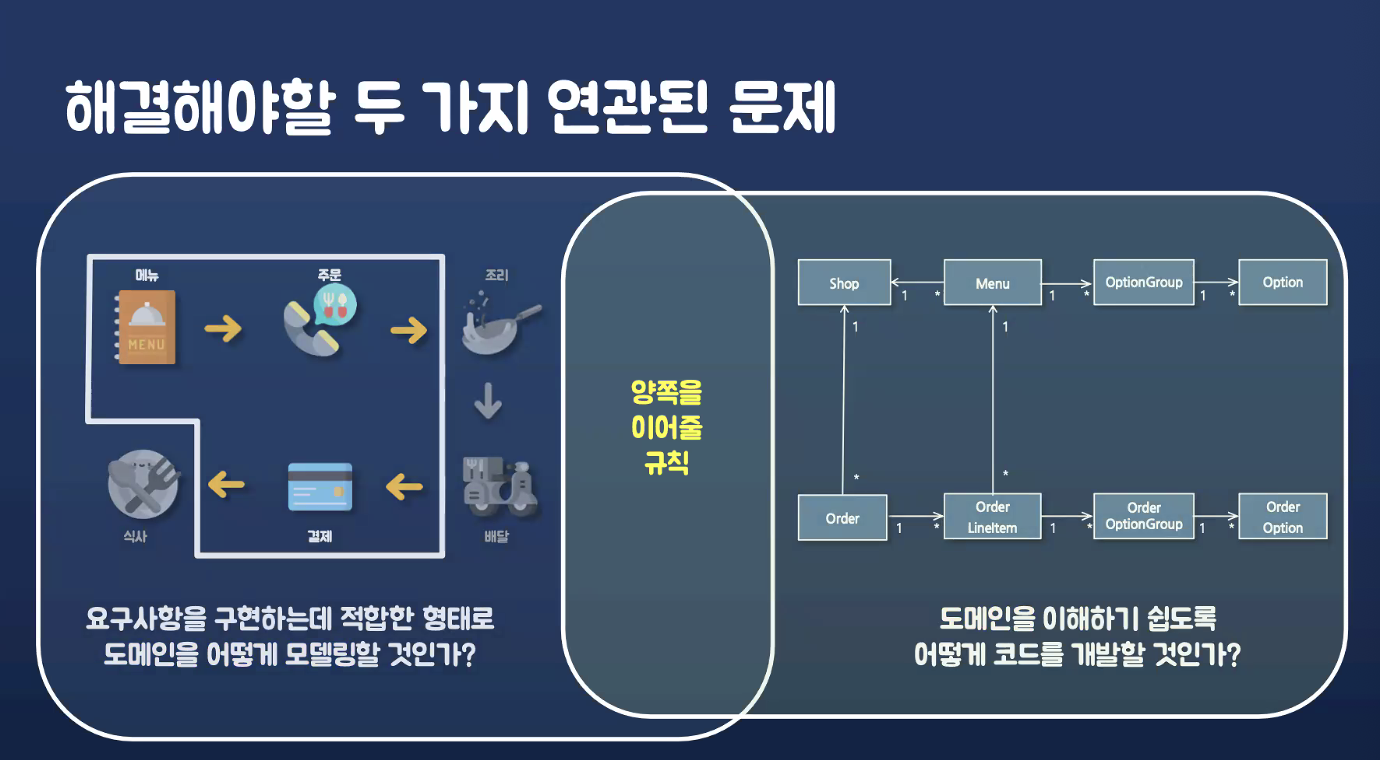 해결해야할 두 가지 연관된 문제
메뉴
주문
조리
MENU
식사
결제
배달
요구사항을 구현하는데 적합한 형태로
도메인을 어떻게 모델링할 것인가?
양쪽을
이어줄
규칙
Shop
1
*
Menu
1
*
OptionGroup
1
*
Option
1
1
*
*
Order
1
*
Order
LineItem
1
*
Order
OptionGroup
1
*
Order
Option
도메인을 이해하기 쉽도록
어떻게 코드를 개발할 것인가?